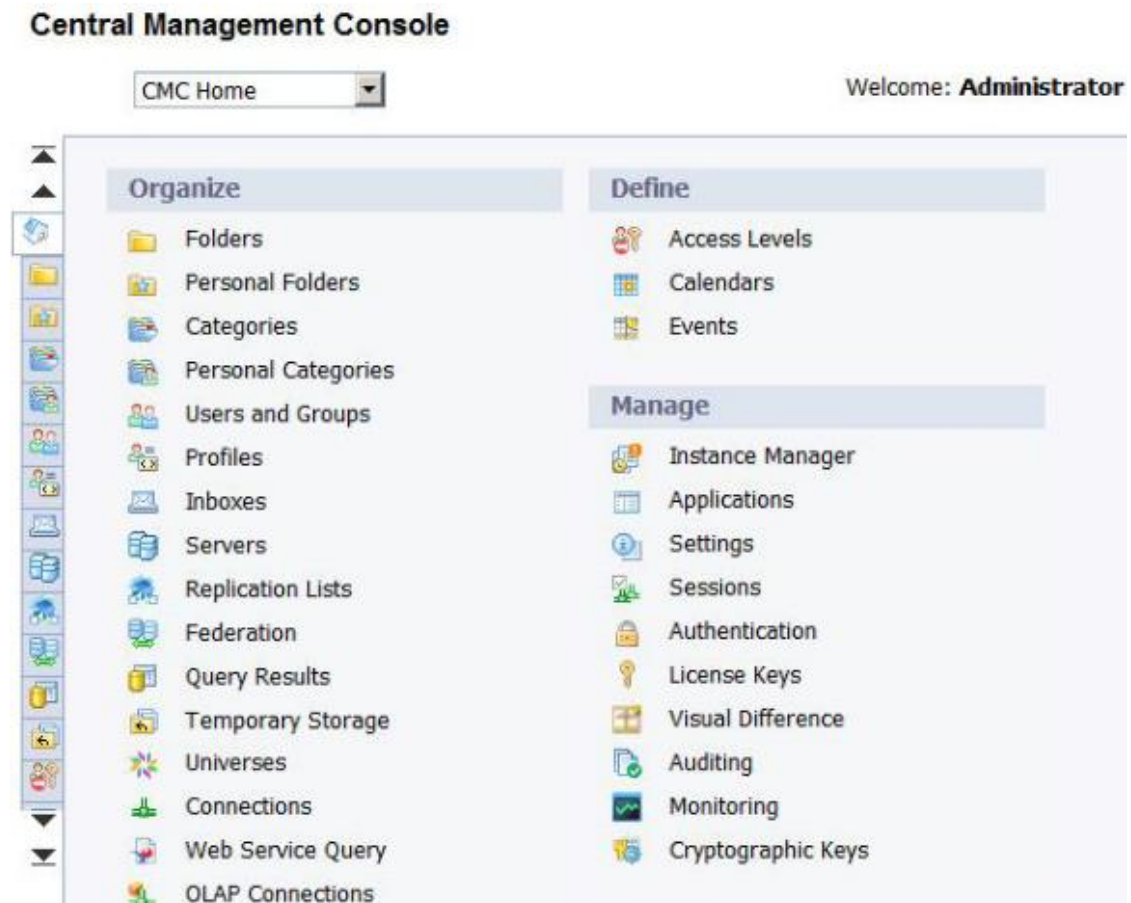 Central Management Console
CMC Home
Welcome: Administrator
Organize
Folders
Personal Folders
Categories
Personal Categories
Users and Groups
Profiles
Inboxes
Servers
Replication Lists
Federation
Query Results
Temporary Storage
Universes
Connections
Web Service Query
OLAP Connections
Define
Access Levels
Calendars
Events
Manage
Instance Manager
Applications
Settings
Sessions
Authentication
License Keys
Visual Difference
Auditing
Monitoring
Cryptographic Keys